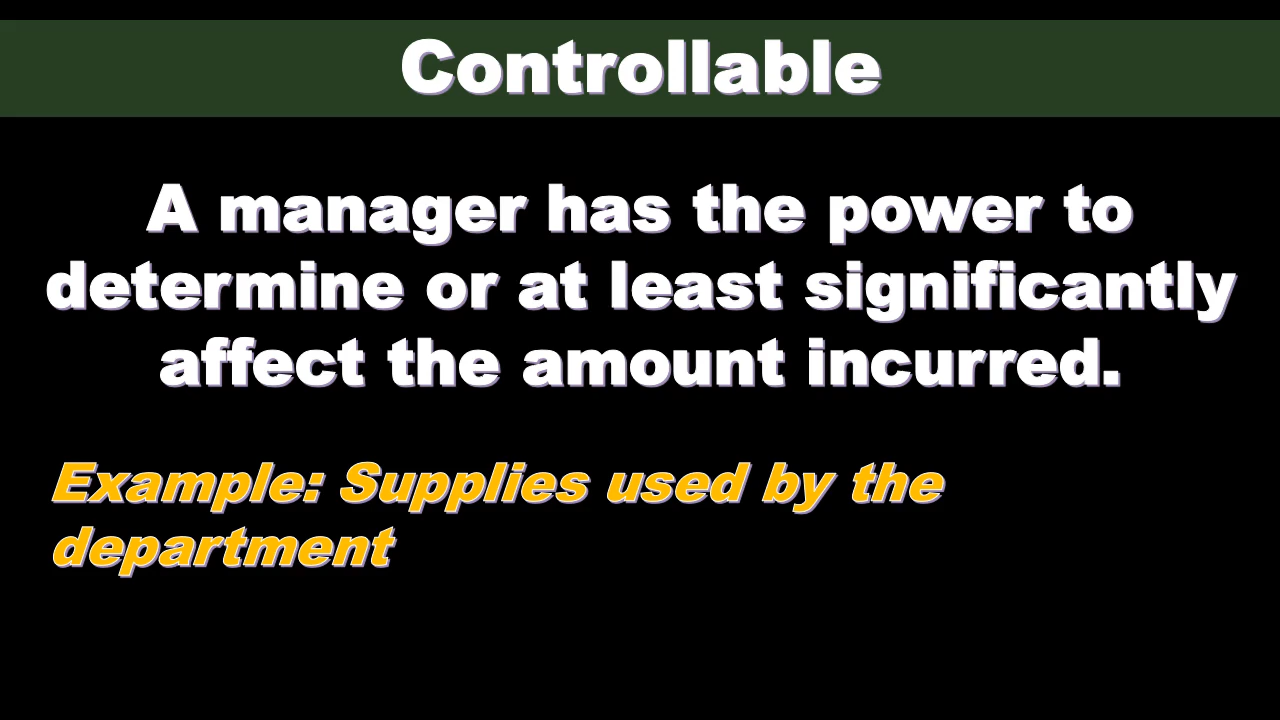 Controllable
A manager has the power to
determine or at least significantly
affect the amount incurred.
Example: Supplies used by the
department